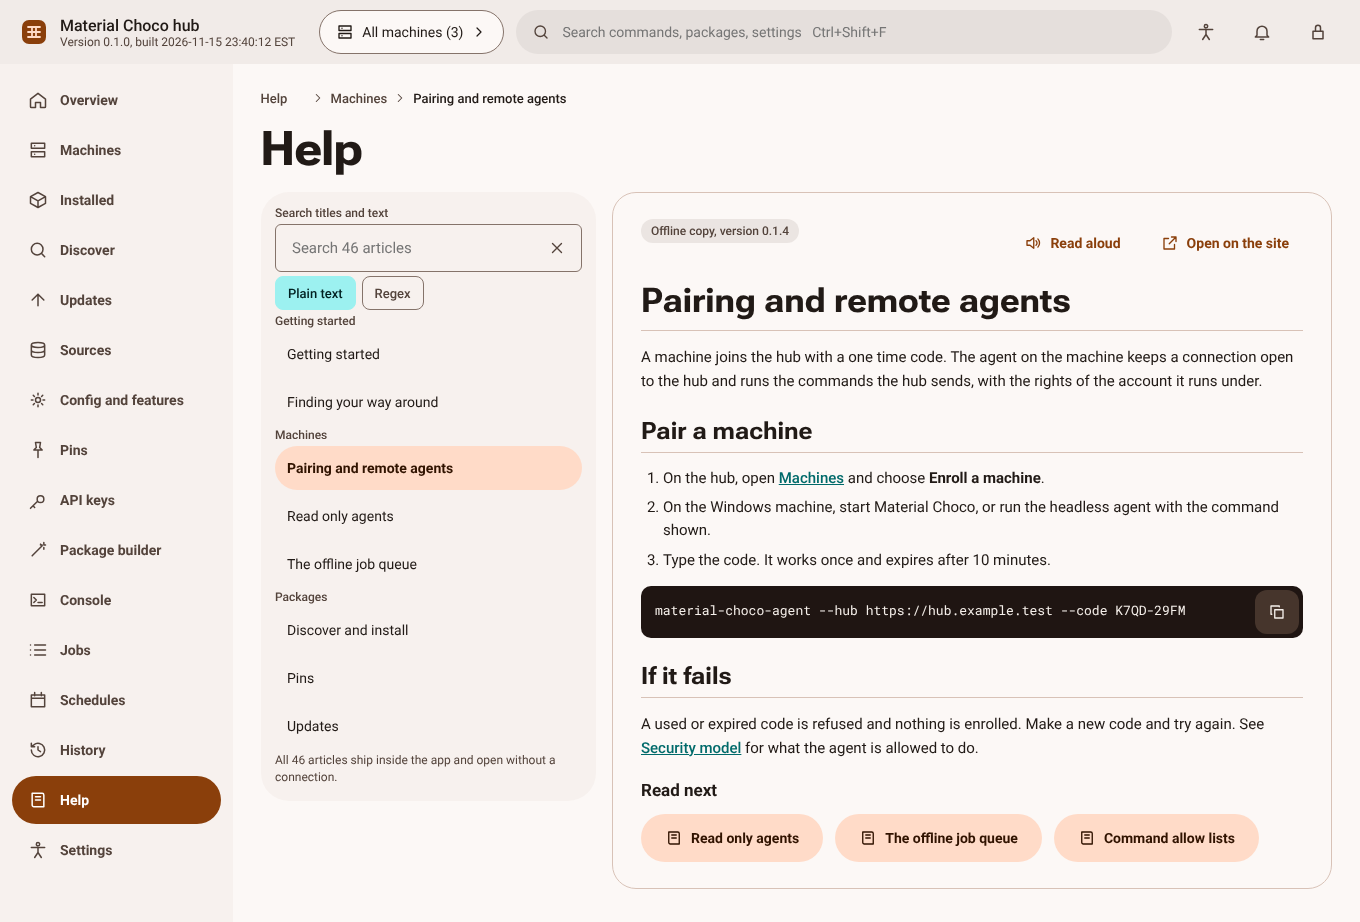 Material Choco hub
Version 0.1.0, built 2026-11-15 23:40:12 EST
All machines (3)
Search commands, packages, settings Ctrl+Shift+F
Overview
Machines
Installed
Discover
Updates
Sources
Config and features
Pins
API keys
Package builder
Console
Jobs
Schedules
History
Help
Settings
Help > Machines > Pairing and remote agents
Help
Search titles and text
Search 46 articles
Plain text
Regex
Getting started
Getting started
Finding your way around
Machines
Pairing and remote agents
Read only agents
The offline job queue
Packages
Discover and install
Pins
Updates
All 46 articles ship inside the app and open without a
connection.
Offline copy, version 0.1.4
Read aloud
Open on the site
Pairing and remote agents
A machine joins the hub with a one time code. The agent on the machine keeps a connection open
to the hub and runs the commands the hub sends, with the rights of the account it runs under.
Pair a machine
1. On the hub, open Machines and choose Enroll a machine.
2. On the Windows machine, start Material Choco, or run the headless agent with the command
shown.
3. Type the code. It works once and expires after 10 minutes.
material-choco-agent --hub https://hub.example.test --code K7QD-29FM
If it fails
A used or expired code is refused and nothing is enrolled. Make a new code and try again. See
Security model for what the agent is allowed to do.
Read next
Read only agents
The offline job queue
Command allow lists